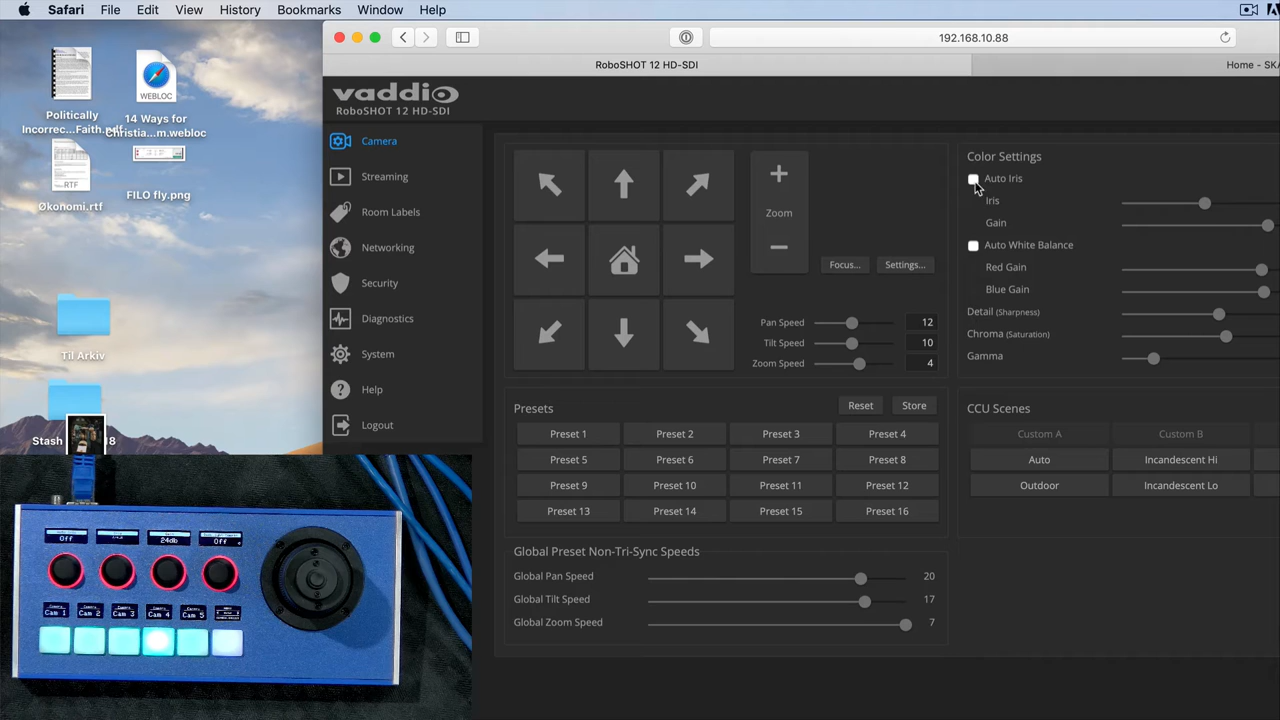 Safari File Edit View History Bookmarks Window Help
192.168.10.88
RoboSHOT 12 HD-SDI
Home - SKA
Politically
Incorrec...Faith.pdf
WEBLOC
14 Ways for
Christia...m.webloc
RTF
Økonomi.rtf
FILO fly.png
Til Arkiv
Stash
18
vaddio
RoboSHOT 12 HD-SDI
Camera
Streaming
Room Labels
Networking
Security
Diagnostics
System
Help
Logout
+
Zoom
−
Focus...
Settings...
Pan Speed 12
Tilt Speed 10
Zoom Speed 4
Color Settings
Auto Iris
Iris
Gain
Auto White Balance
Red Gain
Blue Gain
Detail (Sharpness)
Chroma (Saturation)
Gamma
Presets
Reset
Store
Preset 1 Preset 2 Preset 3 Preset 4
Preset 5 Preset 6 Preset 7 Preset 8
Preset 9 Preset 10 Preset 11 Preset 12
Preset 13 Preset 14 Preset 15 Preset 16
CCU Scenes
Custom A Custom B
Auto Incandescent Hi
Outdoor Incandescent Lo
Global Preset Non-Tri-Sync Speeds
Global Pan Speed 20
Global Tilt Speed 17
Global Zoom Speed 7
Off
24db
Off
Cam 1 Cam 2 Cam 3 Cam 4 Cam 5